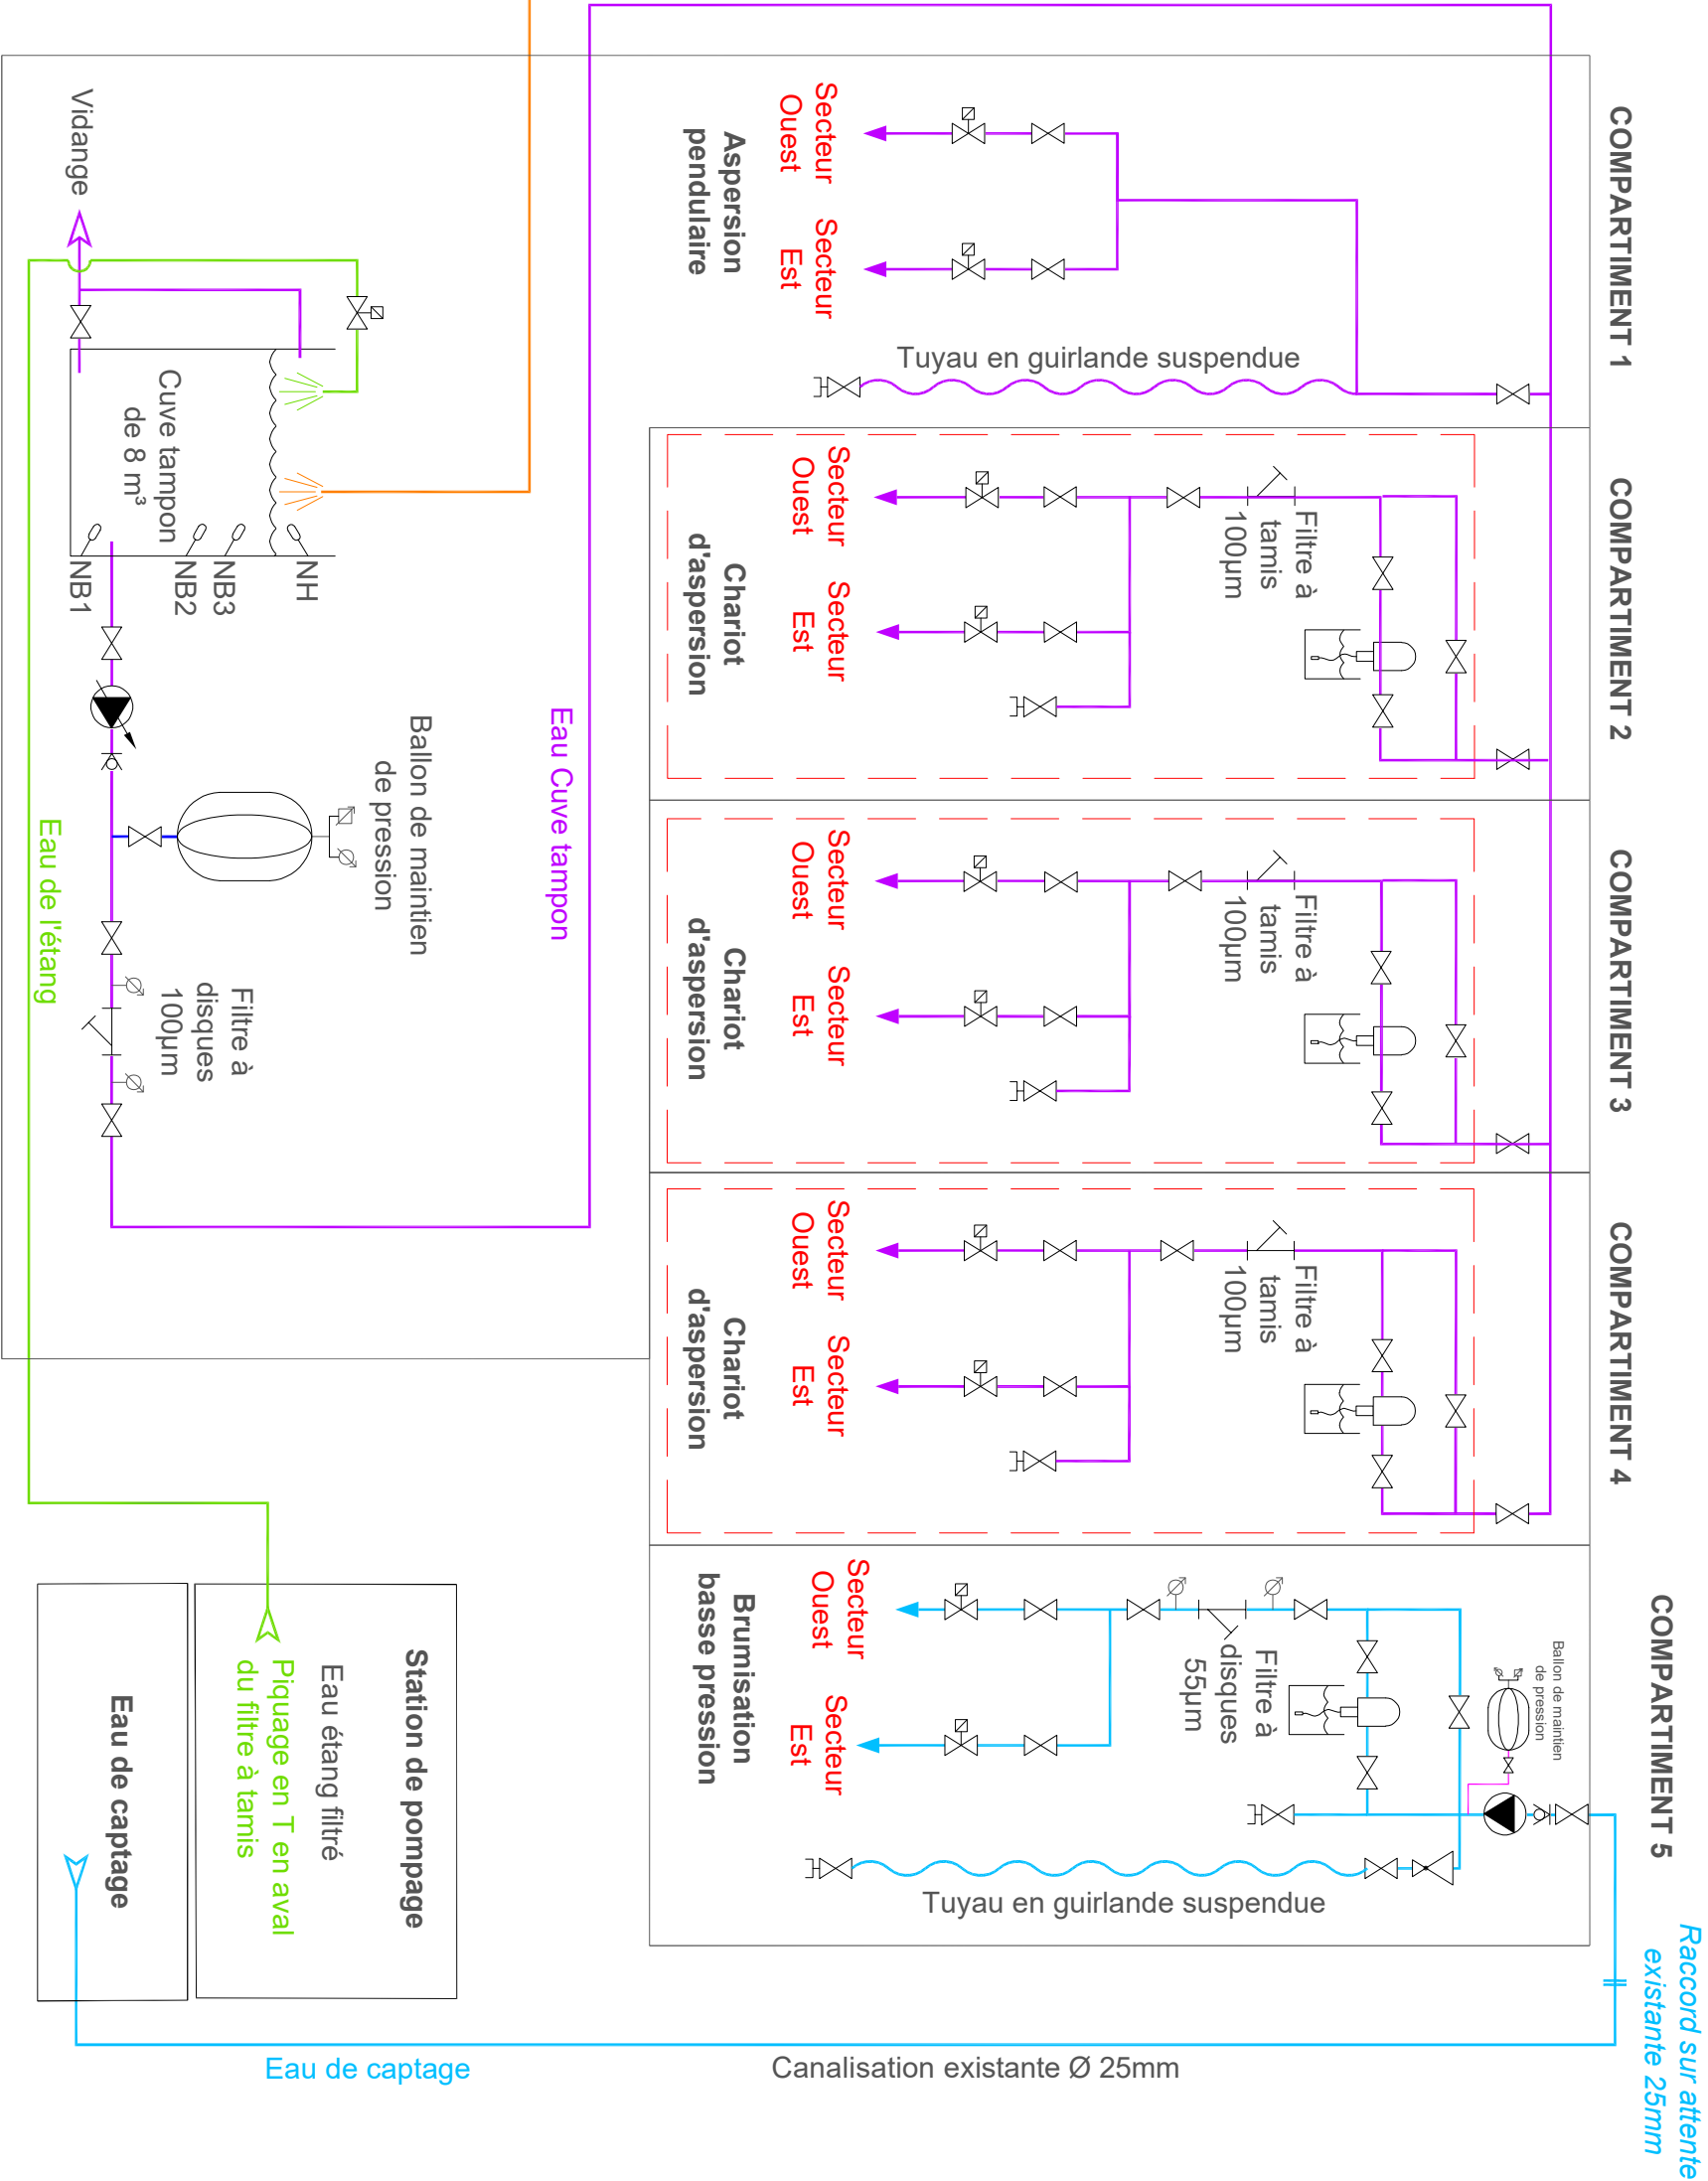 COMPARTIMENT 1
Secteur
Ouest
Secteur
Est
Aspersion
pendulaire
Tuyau en guirlande suspendue
COMPARTIMENT 2
Filtre à
tamis
100µm
Secteur
Ouest
Secteur
Est
Chariot
d'aspersion
COMPARTIMENT 3
Filtre à
tamis
100µm
Secteur
Ouest
Secteur
Est
Chariot
d'aspersion
COMPARTIMENT 4
Filtre à
tamis
100µm
Secteur
Ouest
Secteur
Est
Chariot
d'aspersion
COMPARTIMENT 5
Ballon de maintien
de pression
Filtre à
disques
55µm
Secteur
Ouest
Secteur
Est
Brumisation
basse pression
Tuyau en guirlande suspendue
Raccord sur attente
existante 25mm
Vidange
Cuve tampon
de 8 m³
NH
NB3
NB2
NB1
Ballon de maintien
de pression
Eau Cuve tampon
Filtre à
disques
100µm
Eau de l'étang
Station de pompage
Eau étang filtré
Piquage en T en aval
du filtre à tamis
Eau de captage
Eau de captage
Canalisation existante Ø 25mm